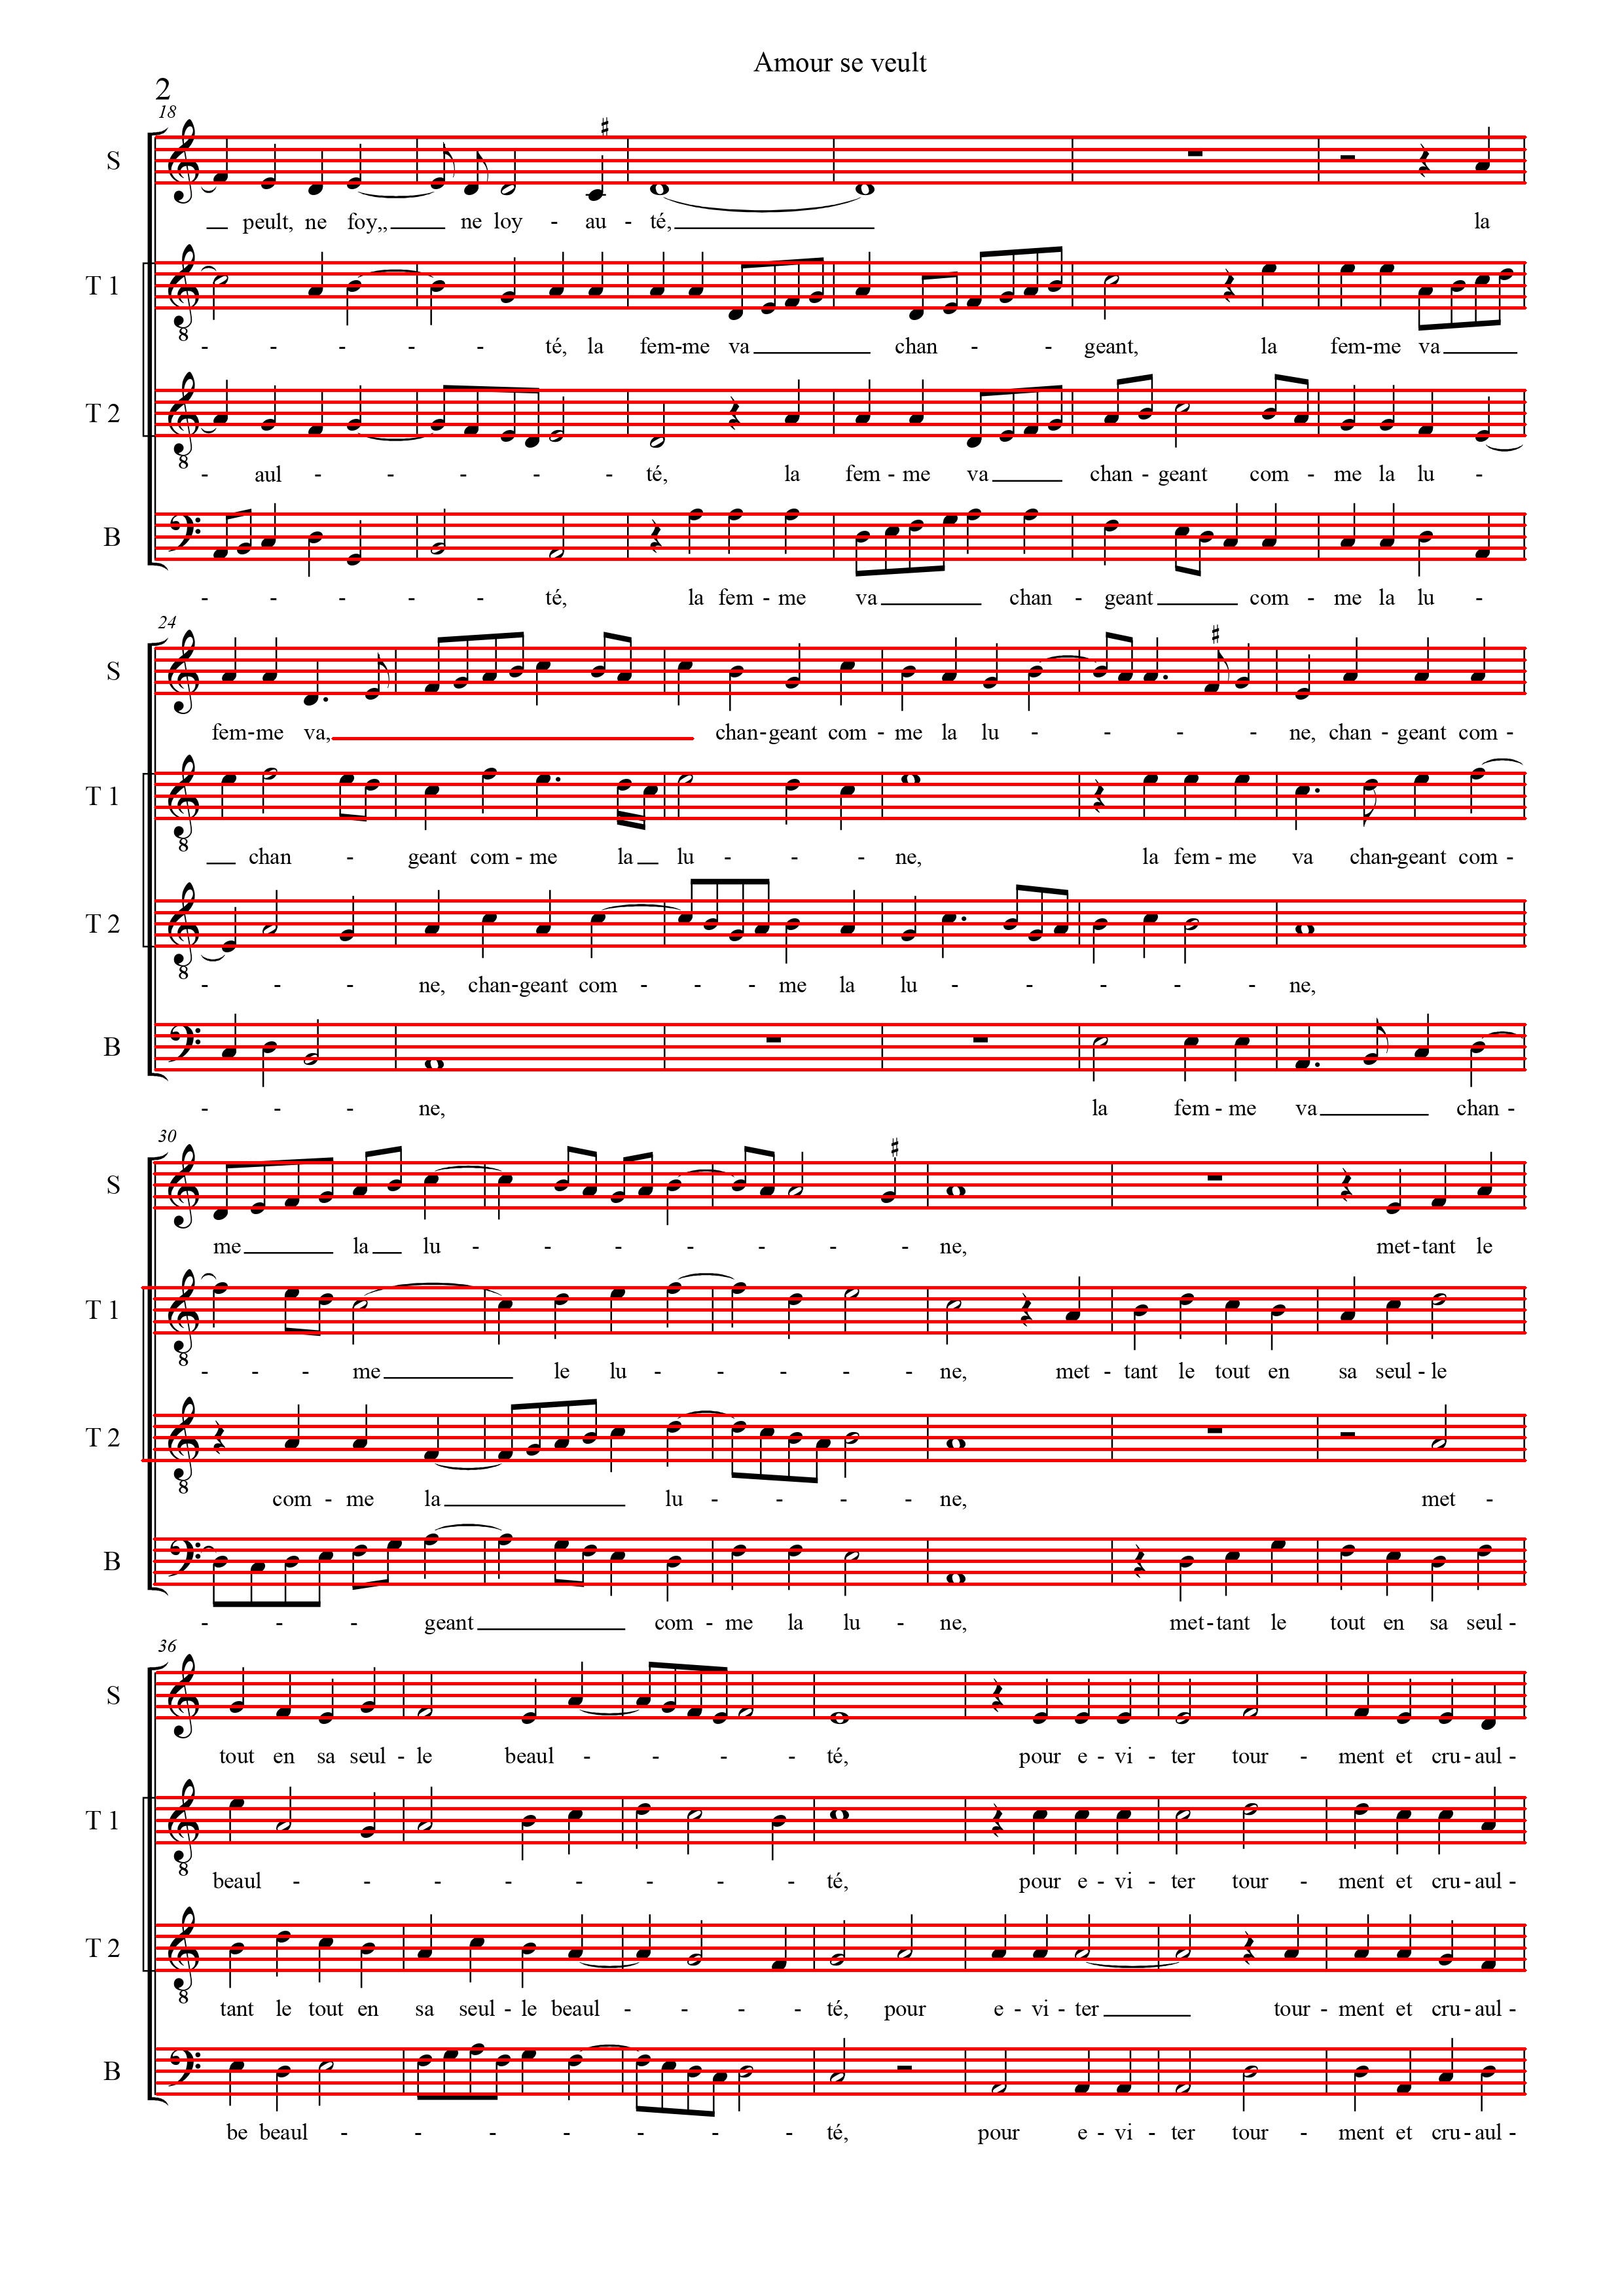 Amour se veult
2
18
S
peult, ne foy,, ne loy - au - té, la
T 1
8
- - - - - té, la fem-me va chan - - - geant, la fem-me va
T 2
8
- aul - - - - - té, la fem - me va chan - geant com - me la lu -
B
- - - - - té, la fem - me va chan - geant com - me la lu -
24
S
fem-me va, chan-geant com - me la lu - - - - ne, chan - geant com -
T 1
8
chan - geant com - me la lu - - - ne, la fem - me va chan-geant com -
T 2
8
- - - ne, chan-geant com - - - me la lu - - - - - ne,
B
- - - ne, la fem - me va chan -
30
S
me la lu - - - - - - - ne, met-tant le
T 1
8
- - - me le lu - - - - - ne, met - tant le tout en sa seul - le
T 2
8
com - me la lu - - - - ne, met -
B
- - - geant com - me la lu - ne, met-tant le tout en sa seul -
36
S
tout en sa seul - le beaul - - - - - té, pour e - vi - ter tour - ment et cru-aul -
T 1
8
beaul - - - - - - - - té, pour e - vi - ter tour - ment et cru-aul -
T 2
8
tant le tout en sa seul - le beaul - - - - té, pour e - vi - ter tour - ment et cru-aul -
B
be beaul - - - - - - - té, pour e - vi - ter tour - ment et cru-aul -